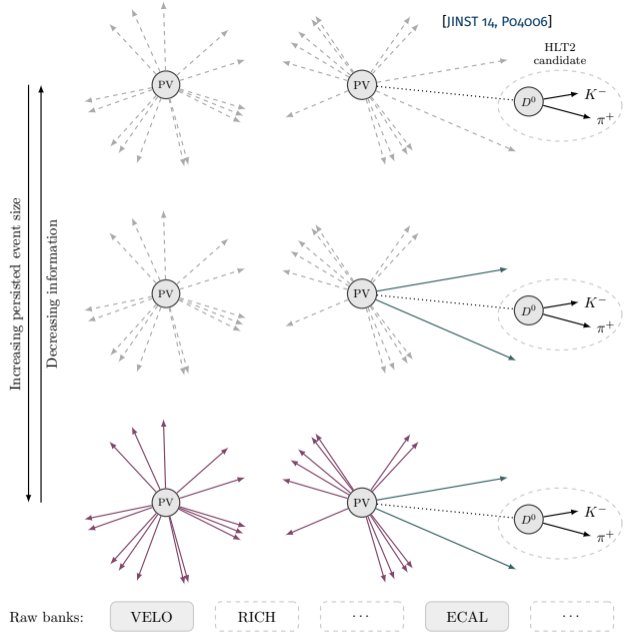 [JINST 14, P04006]
HLT2
candidate
PV
PV
D⁰
K⁻
π⁺
Increasing persisted event size
Decreasing information
PV
PV
D⁰
K⁻
π⁺
PV
PV
D⁰
K⁻
π⁺
Raw banks:
VELO
RICH
...
ECAL
...